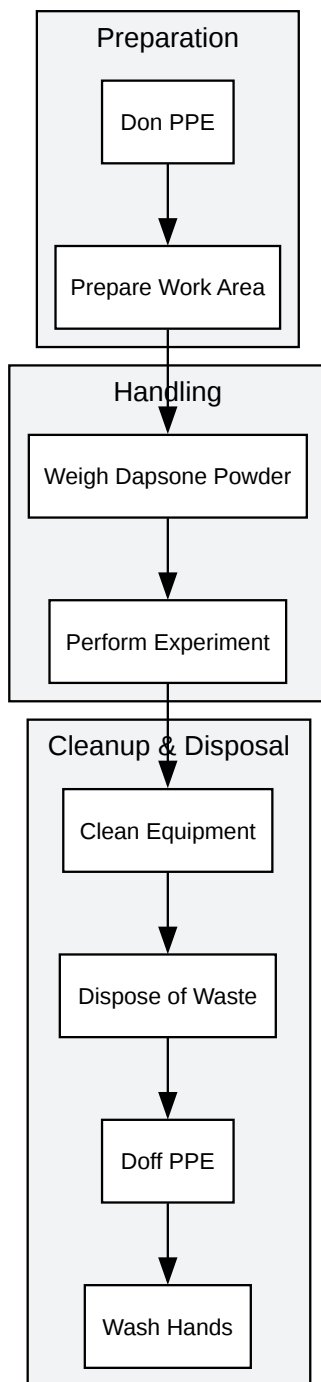 Preparation
Don PPE
Prepare Work Area
Handling
Weigh Dapsone Powder
Perform Experiment
Cleanup & Disposal
Clean Equipment
Dispose of Waste
Doff PPE
Wash Hands